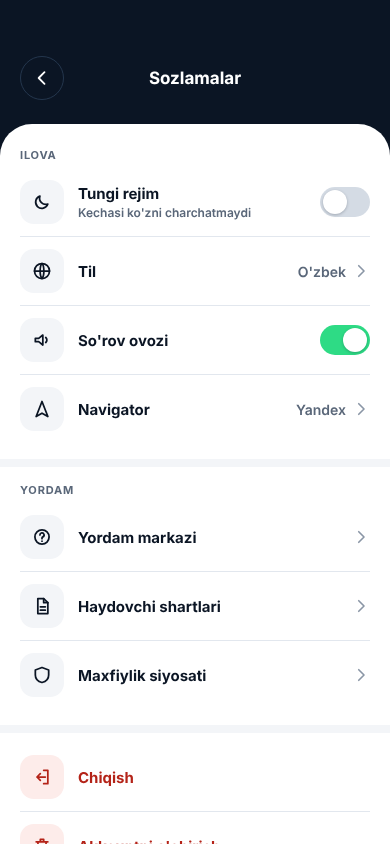 Sozlamalar
ILOVA
Tungi rejim
Kechasi ko'zni charchatmaydi
Til
O'zbek
So'rov ovozi
Navigator
Yandex
YORDAM
Yordam markazi
Haydovchi shartlari
Maxfiylik siyosati
Chiqish